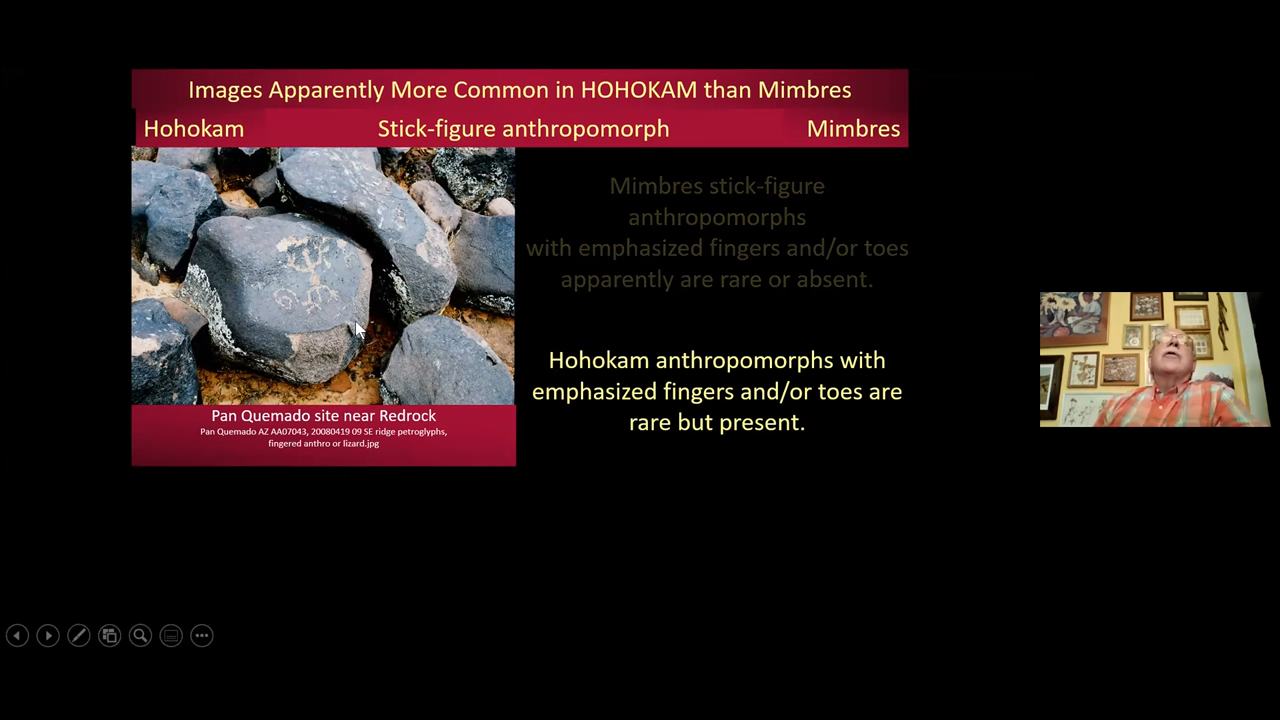 Images Apparently More Common in HOHOKAM than Mimbres
Hohokam
Stick-figure anthropomorph
Mimbres
Mimbres stick-figure
anthropomorphs
with emphasized fingers and/or toes
apparently are rare or absent.
Hohokam anthropomorphs with
emphasized fingers and/or toes are
rare but present.
Pan Quemado site near Redrock
Pan Quemado AZ AA07043, 20080419 09 SE ridge petroglyphs,
fingered anthro or lizard.jpg